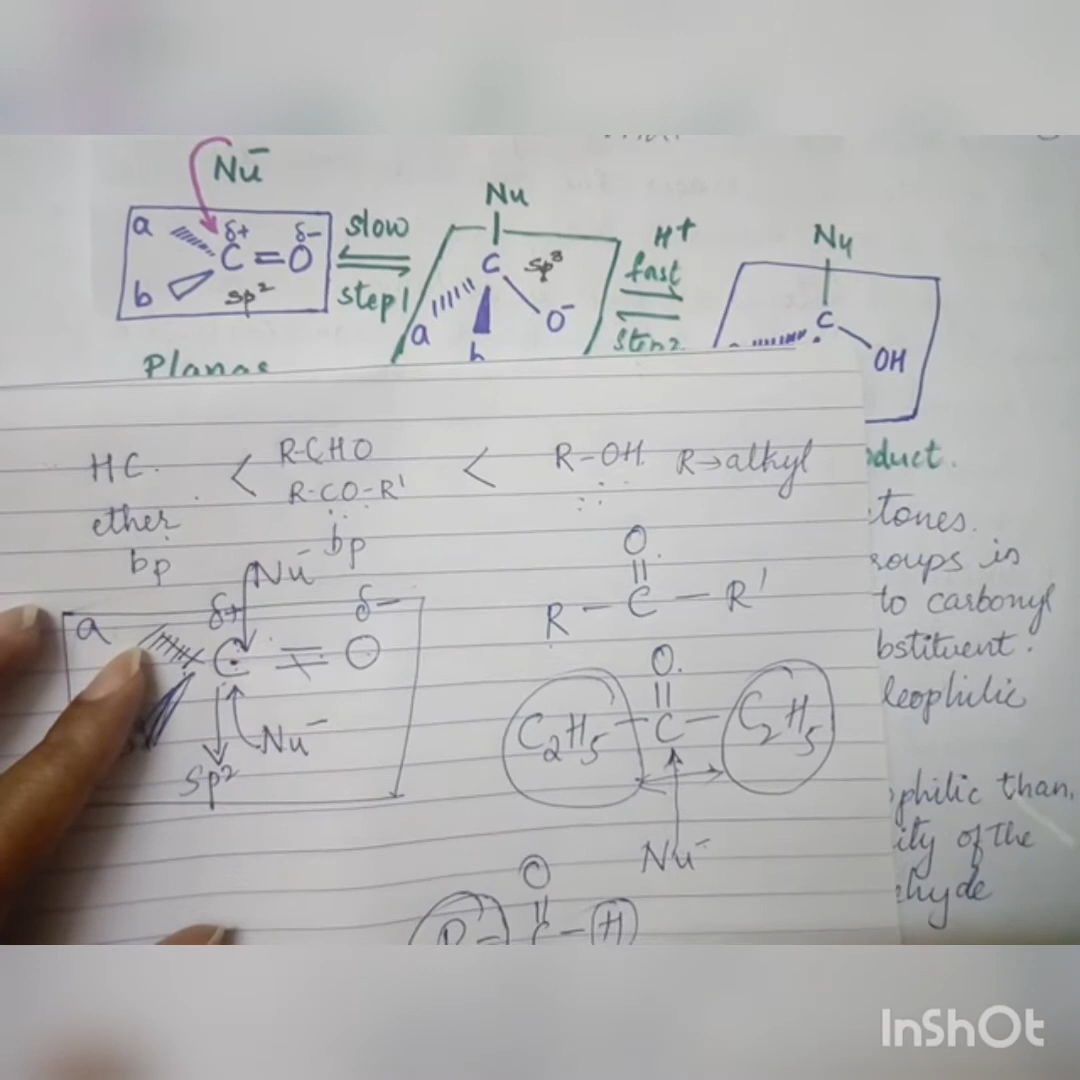 Nu⁻
a
δ+ δ-
C=O
b
sp²
slow
step 1
Nu
C sp³
a
b
O⁻
H+
fast
step 2
Nu
C
OH
Planar
HC. < R-CHO < R-OH. R→alkyl
R-CO-R'
ether
bp
bp
duct.
tones.
roups is
to carbonyl
bstituent.
leophilic
philic than
ity of the
hyde
Nu⁻
a
δ+ δ-
C = O
Nu⁻
sp²
O
R - C - R'
O
C₂H₅ - C - C₂H₅
Nu⁻
O
R - C - H
InShOt